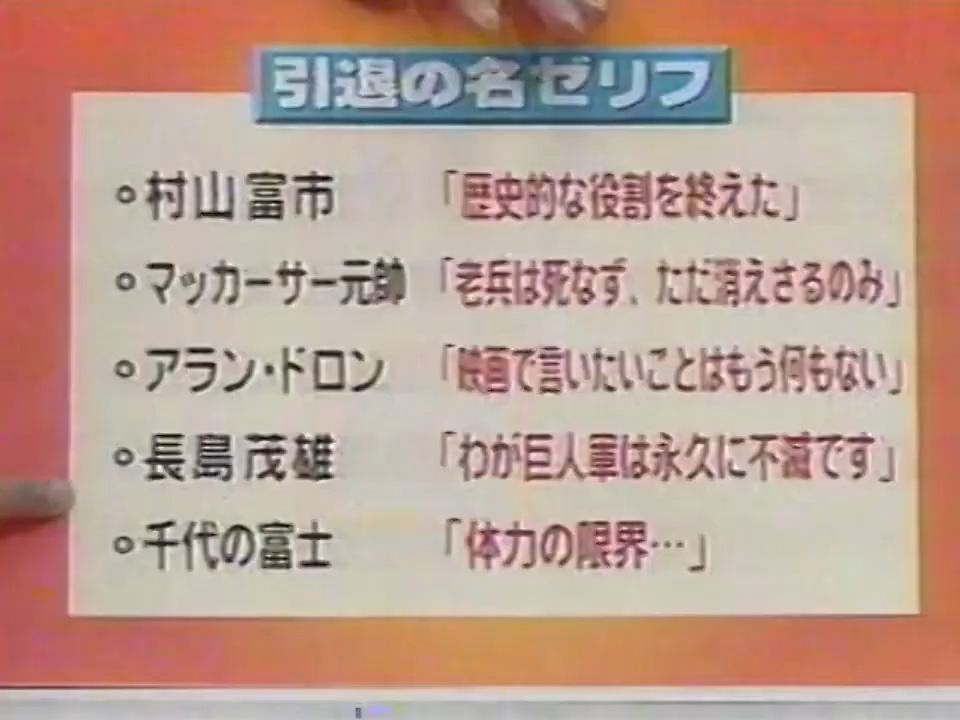 引退の名ゼリフ
○村山富市 「歴史的な役割を終えた」
○マッカーサー元帥 「老兵は死なず、ただ消えさるのみ」
○アラン・ドロン 「映画で言いたいことはもう何もない」
○長島茂雄 「わが巨人軍は永久に不滅です」
○千代の富士 「体力の限界…」